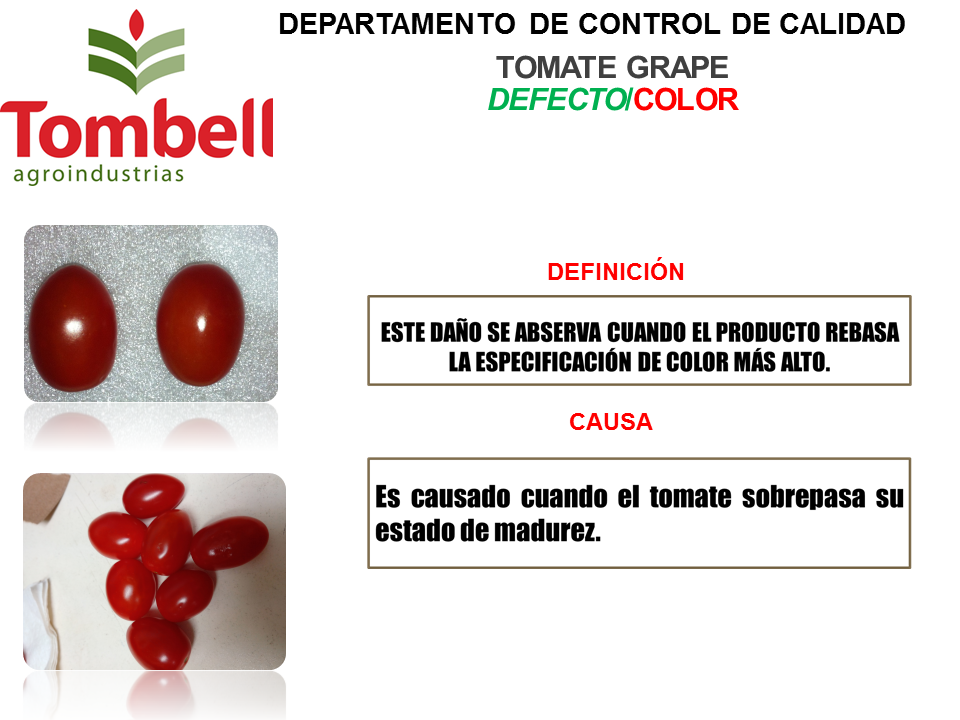 DEPARTAMENTO DE CONTROL DE CALIDAD
TOMATE GRAPE
DEFECTO/COLOR
Tombell
agroindustrias
DEFINICIÓN
ESTE DAÑO SE ABSERVA CUANDO EL PRODUCTO REBASA
LA ESPECIFICACIÓN DE COLOR MÁS ALTO.
CAUSA
Es causado cuando el tomate sobrepasa su
estado de madurez.